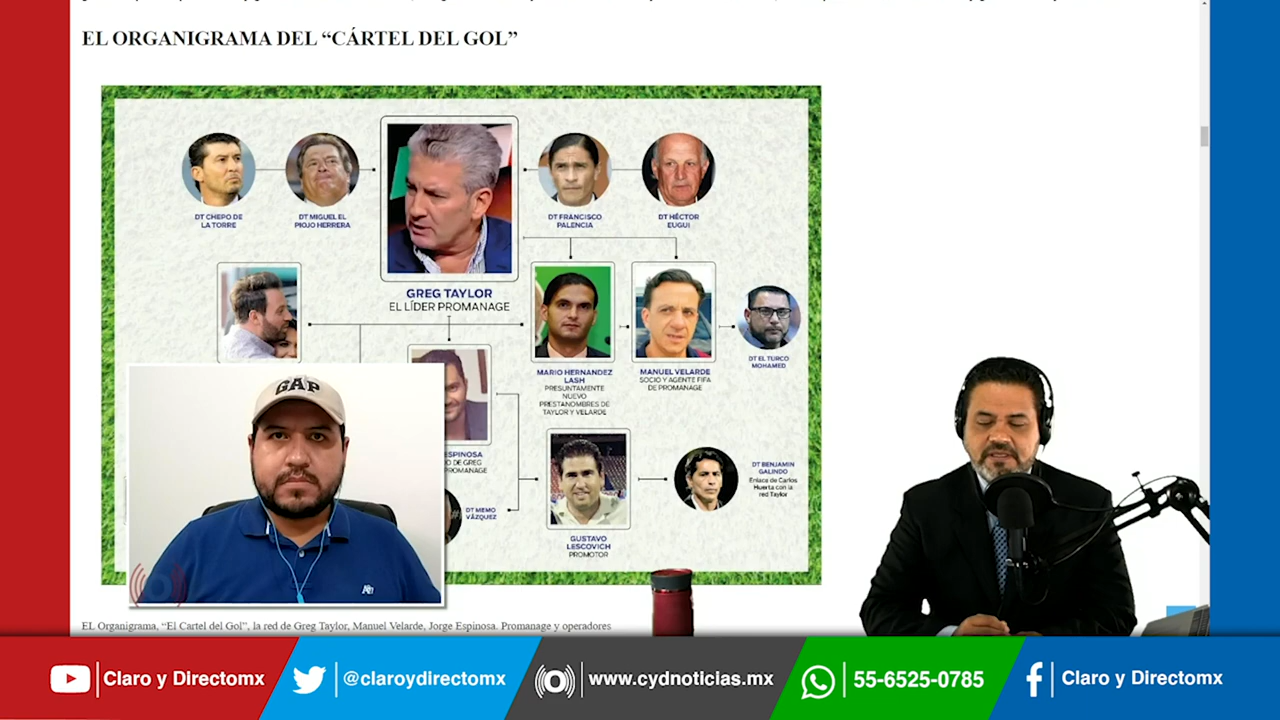 EL ORGANIGRAMA DEL “CÁRTEL DEL GOL”
DT CHEPO DE
LA TORRE
DT MIGUEL EL
PIOJO HERRERA
DT FRANCISCO
PALENCIA
DT HÉCTOR
EUGUI
GREG TAYLOR
EL LÍDER PROMANAGE
MARIO HERNANDEZ
LASH
PRESUNTAMENTE
NUEVO
PRESTANOMBRES DE
TAYLOR Y VELARDE
MANUEL VELARDE
SOCIO Y AGENTE FIFA
DE PROMANAGE
DT EL TURCO
MOHAMED
GAP
ESPINOSA
O DE GREG
PROMANAGE
DT MEMO
VÁZQUEZ
GUSTAVO
LESCOVICH
PROMOTOR
DT BENJAMIN
GALINDO
Enlace de Carlos
Huerta con la
red Taylor
EL Organigrama, “El Cartel del Gol”, la red de Greg Taylor, Manuel Velarde, Jorge Espinosa. Promanage y operadores
Claro y Directomx
@claroydirectomx
www.cydnoticias.mx
55-6525-0785
Claro y Directomx